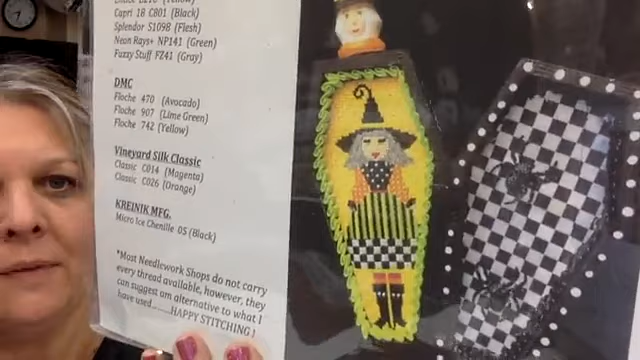 Capri 18 C801 (Black)
Splendor S1098 (Flesh)
Neon Rays+ NP141 (Green)
Fuzzy Stuff FZ41 (Gray)
DMC
Floche 470 (Avocado)
Floche 907 (Lime Green)
Floche 742 (Yellow)
Vineyard Silk Classic
Classic C014 (Magenta)
Classic C026 (Orange)
KREINIK MFG.
Micro Ice Chenille 05 (Black)
*Most Needlework Shops do not carry
every thread available, however, they
can suggest am alternative to what I
have used.......HAPPY STITCHING!